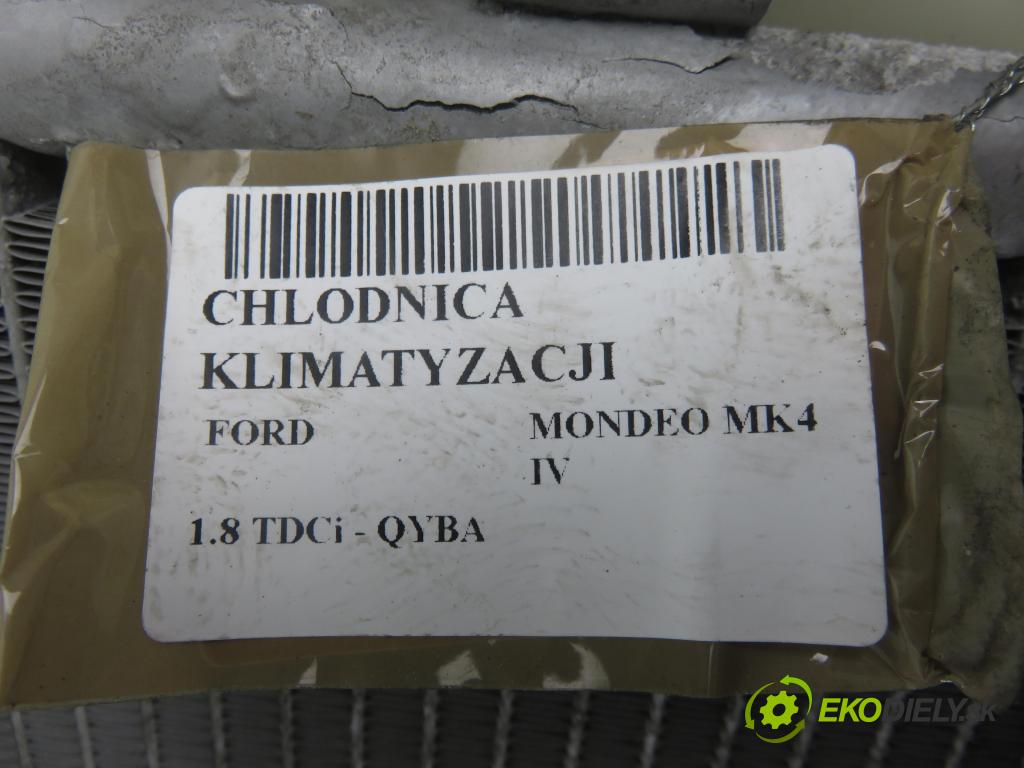 CHLODNICA
KLIMATYZACJI
FORD MONDEO MK4
IV
1.8 TDCi - QYBA
EKODIELY.sk